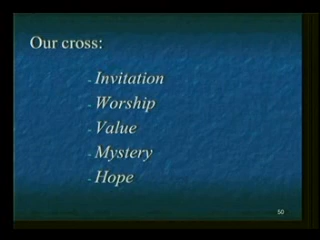 Our cross:
- Invitation
- Worship
- Value
- Mystery
- Hope
50